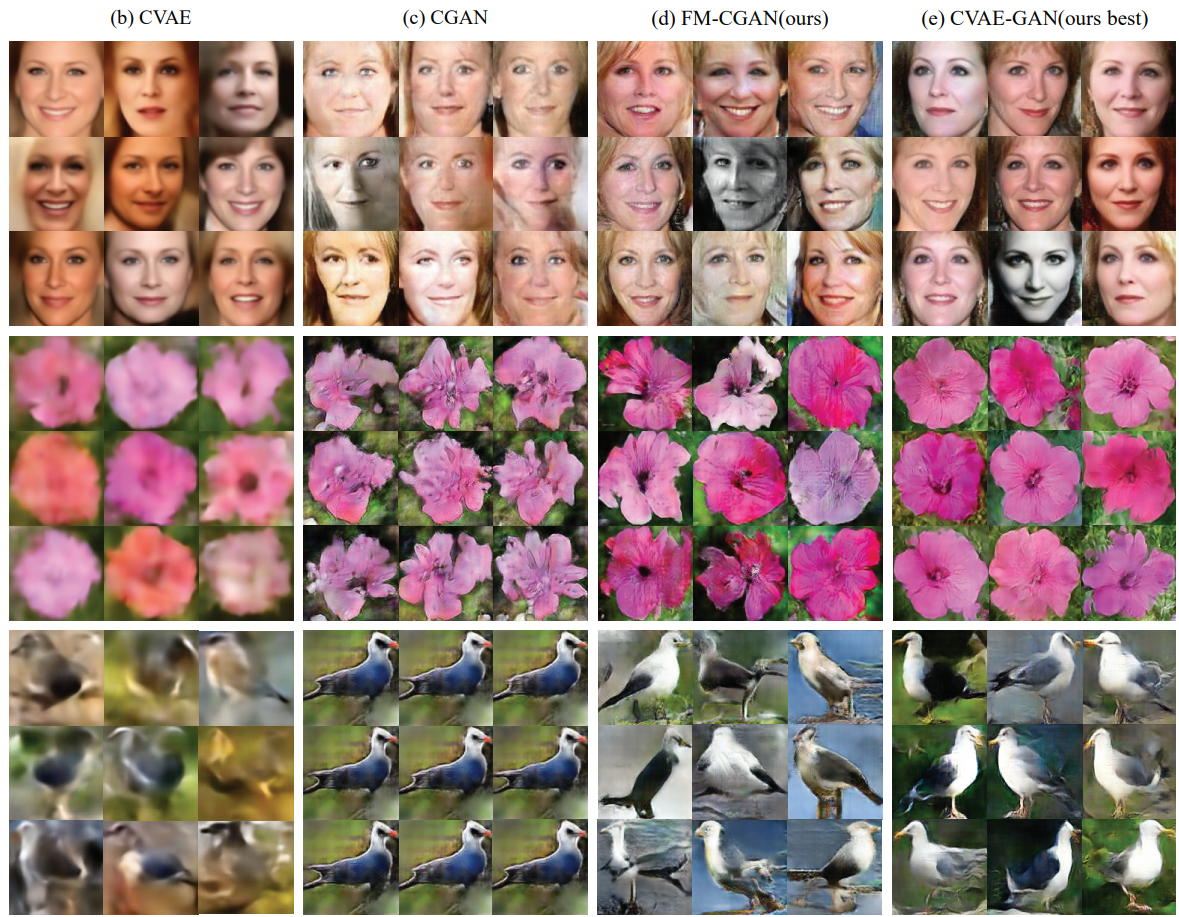 (b) CVAE
(c) CGAN
(d) FM-CGAN(ours)
(e) CVAE-GAN(ours best)